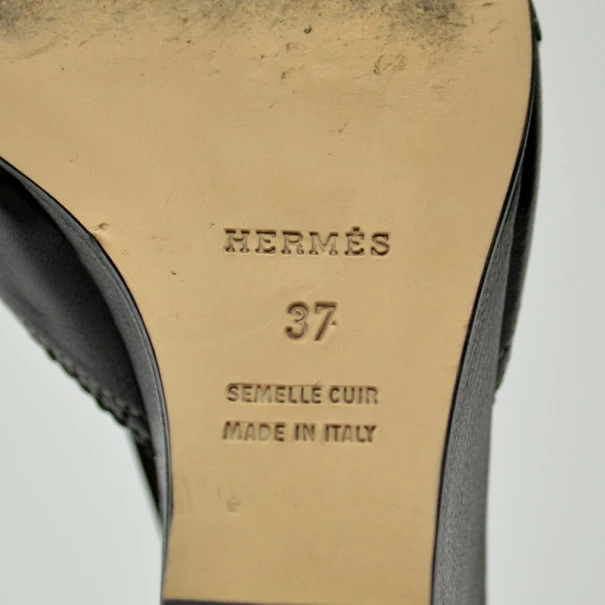 HERMÈS
37
SEMELLE CUIR
MADE IN ITALY